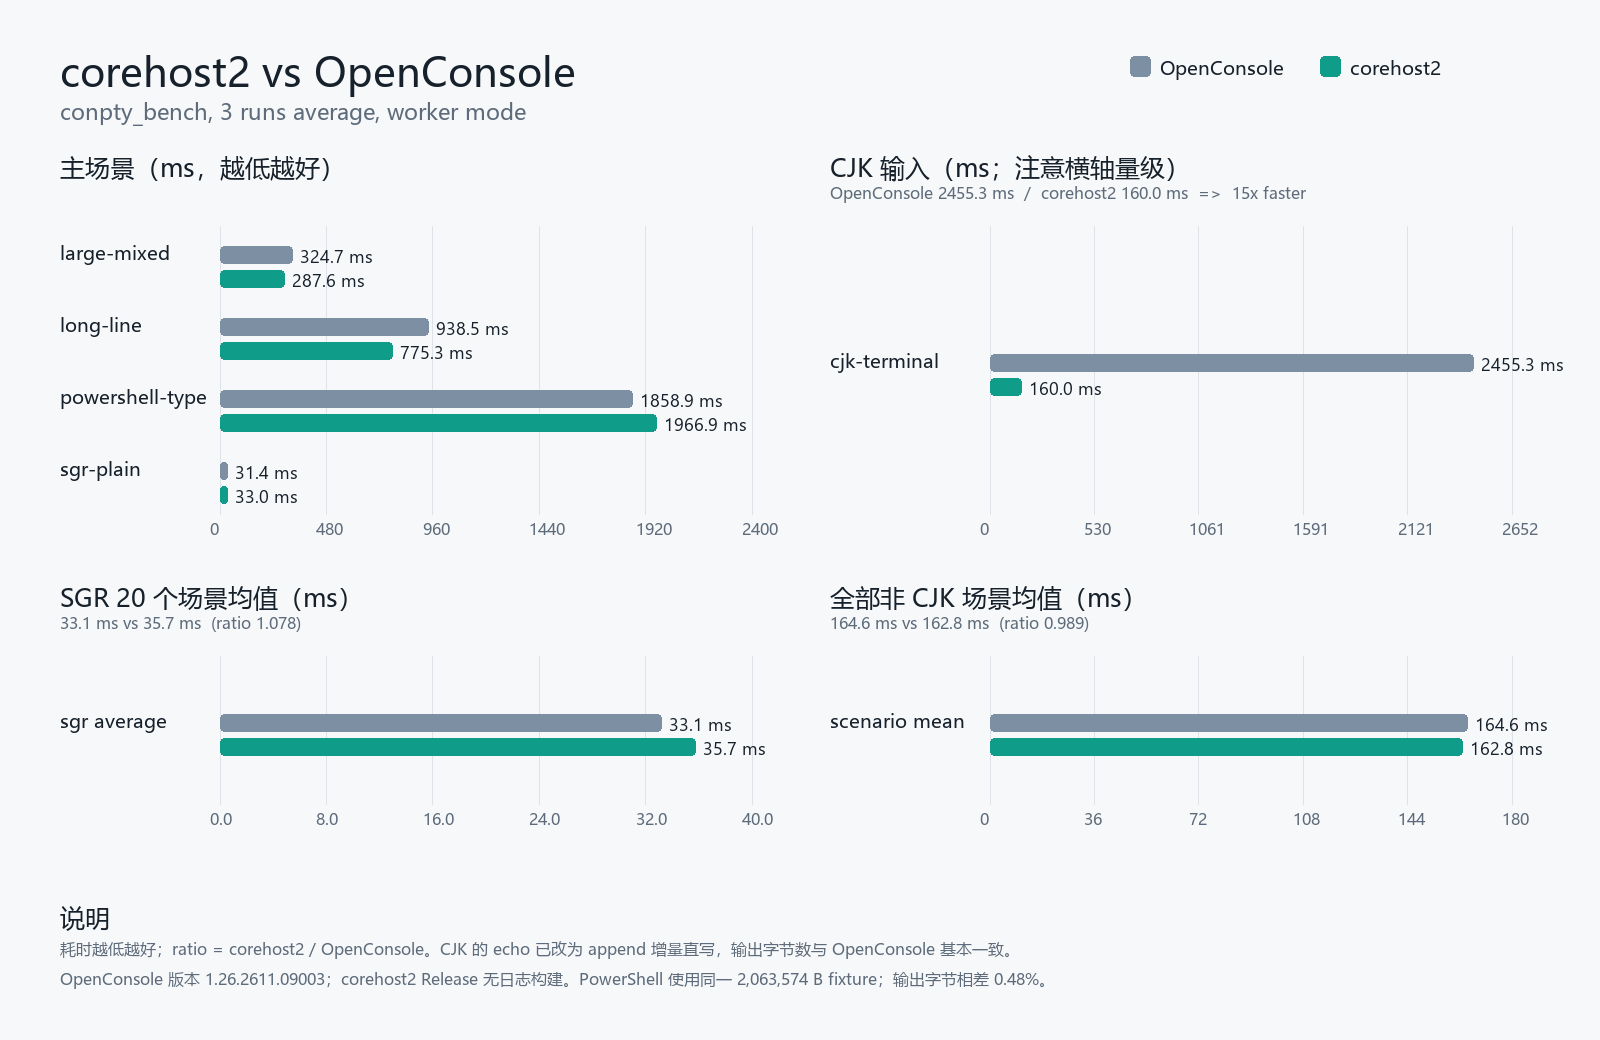 corehost2 vs OpenConsole
conpty_bench, 3 runs average, worker mode
OpenConsole
corehost2
主场景（ms，越低越好）
large-mixed
324.7 ms
287.6 ms
long-line
938.5 ms
775.3 ms
powershell-type
1858.9 ms
1966.9 ms
sgr-plain
31.4 ms
33.0 ms
0 480 960 1440 1920 2400
CJK 输入（ms；注意横轴量级）
OpenConsole 2455.3 ms / corehost2 160.0 ms => 15x faster
cjk-terminal
2455.3 ms
160.0 ms
0 530 1061 1591 2121 2652
SGR 20 个场景均值（ms）
33.1 ms vs 35.7 ms (ratio 1.078)
sgr average
33.1 ms
35.7 ms
0.0 8.0 16.0 24.0 32.0 40.0
全部非 CJK 场景均值（ms）
164.6 ms vs 162.8 ms (ratio 0.989)
scenario mean
164.6 ms
162.8 ms
0 36 72 108 144 180
说明
耗时越低越好；ratio = corehost2 / OpenConsole。CJK 的 echo 已改为 append 增量直写，输出字节数与 OpenConsole 基本一致。
OpenConsole 版本 1.26.2611.09003；corehost2 Release 无日志构建。PowerShell 使用同一 2,063,574 B fixture；输出字节相差 0.48%。